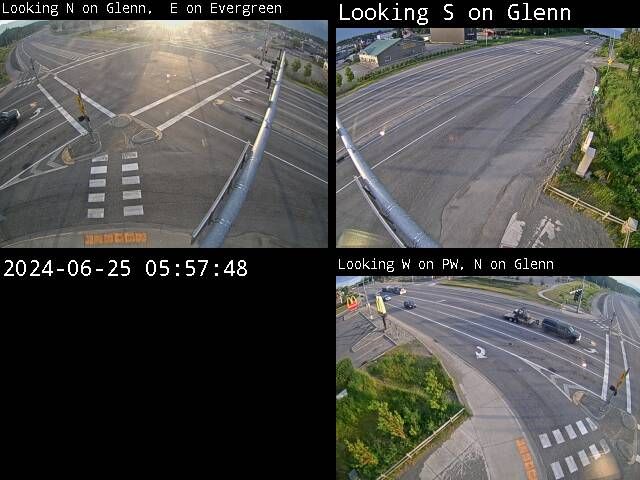 Looking N on Glenn,  E on Evergreen
Looking S on Glenn
2024-06-25 05:57:48
Looking W on PW, N on Glenn